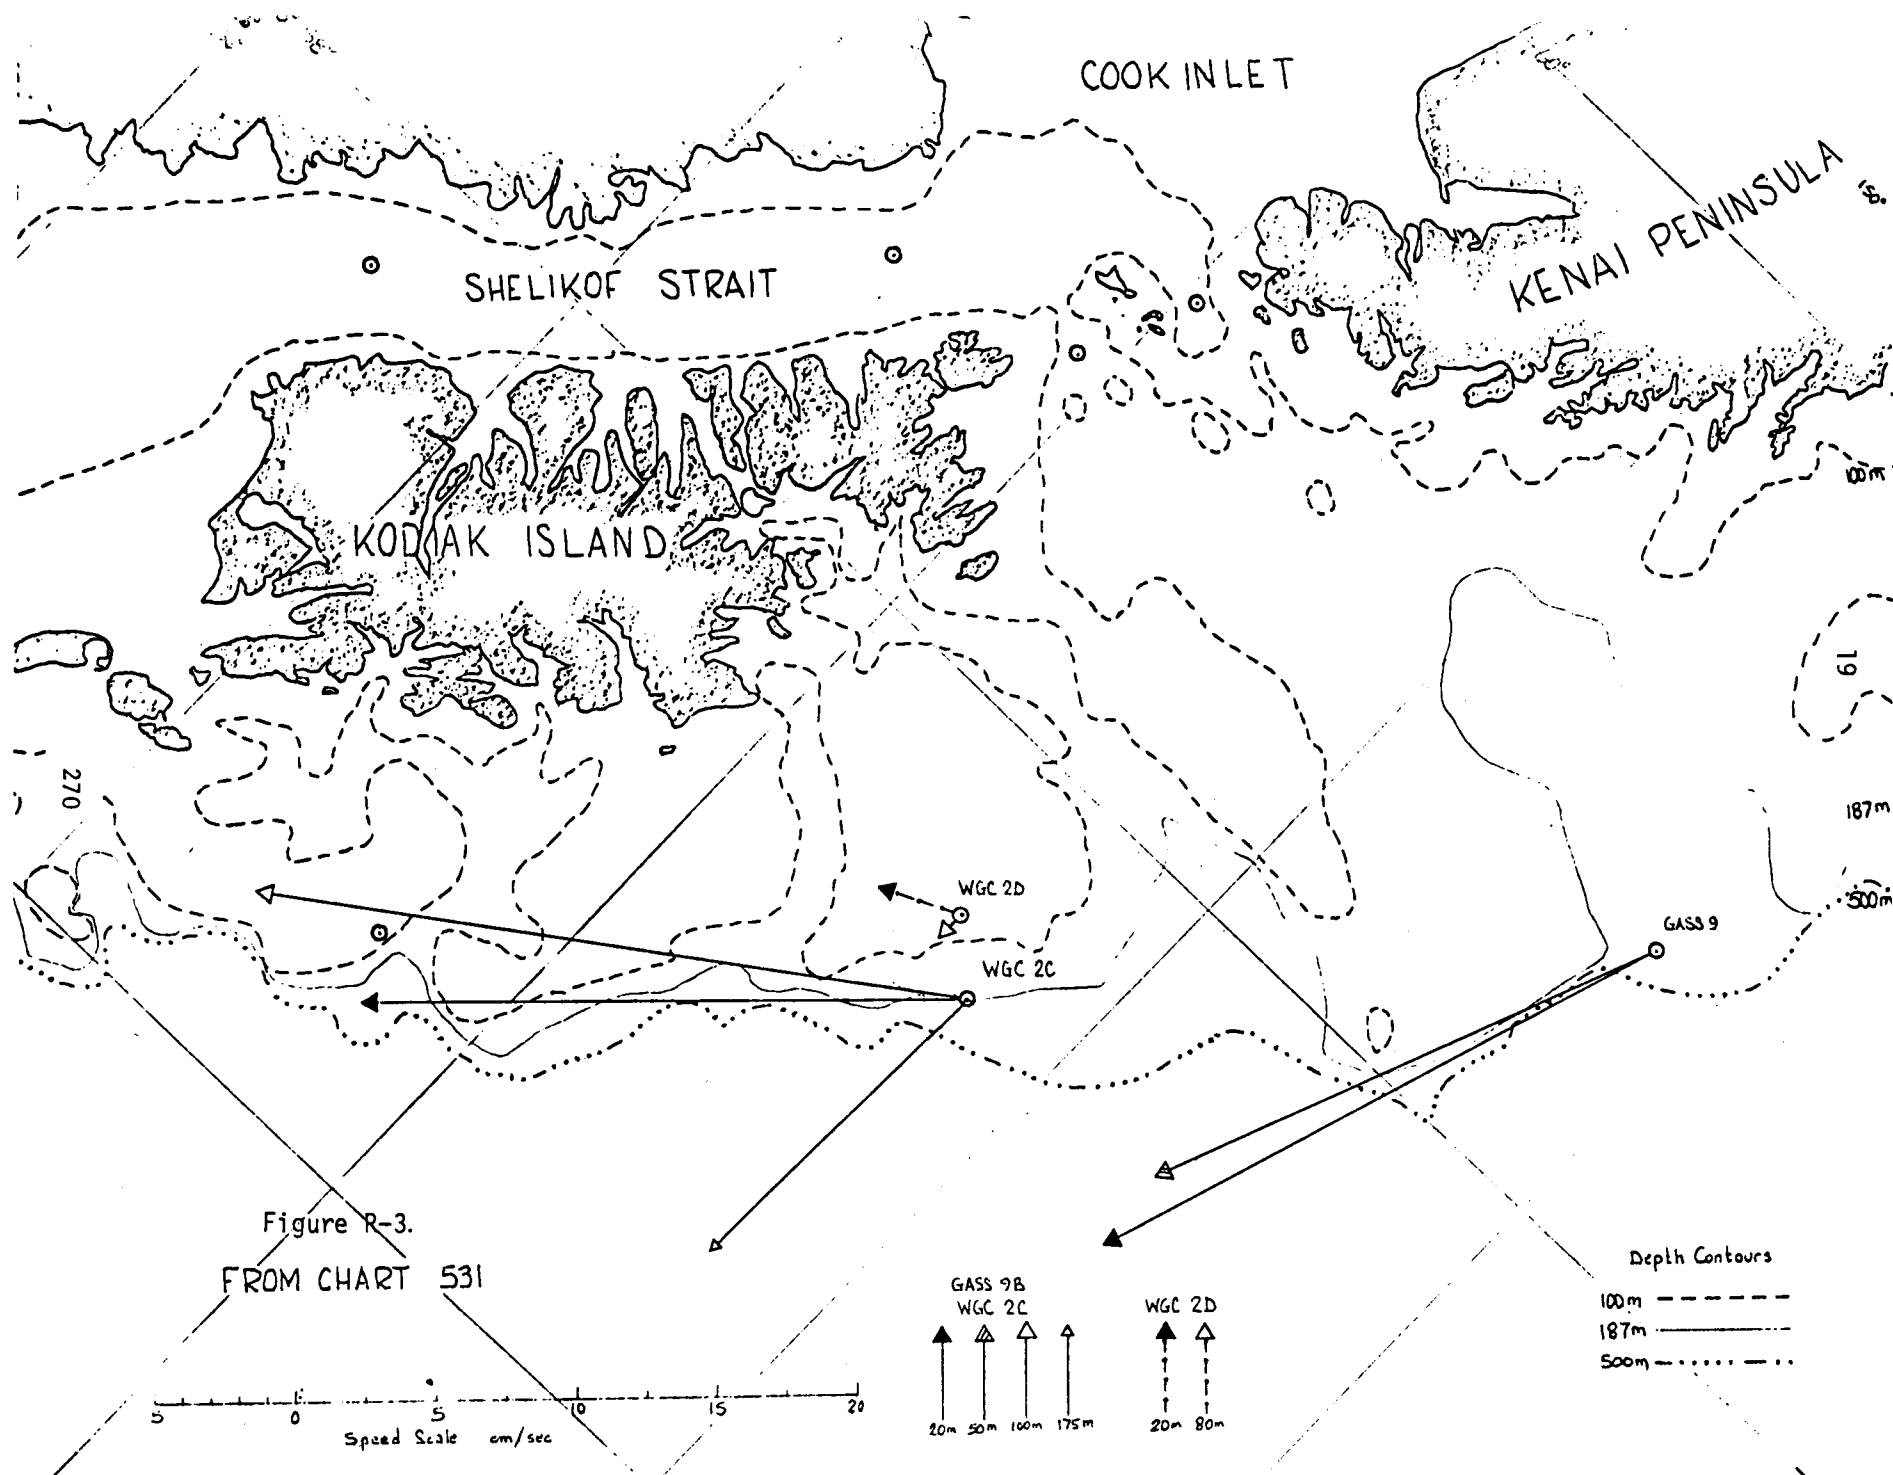 COOK INLET
KENAI PENINSULA
SHELIKOF STRAIT
100m
KODIAK ISLAND
19
270
187m
WGC 2D
500m
GASS 9
WGC 2C
Figure R-3.
FROM CHART 531
Depth Contours
100m
187m
500m
GASS 9B
WGC 2C
WGC 2D
20m 50m 100m 175m
20m 80m
5 0 5 10 15 20
Speed Scale cm/sec